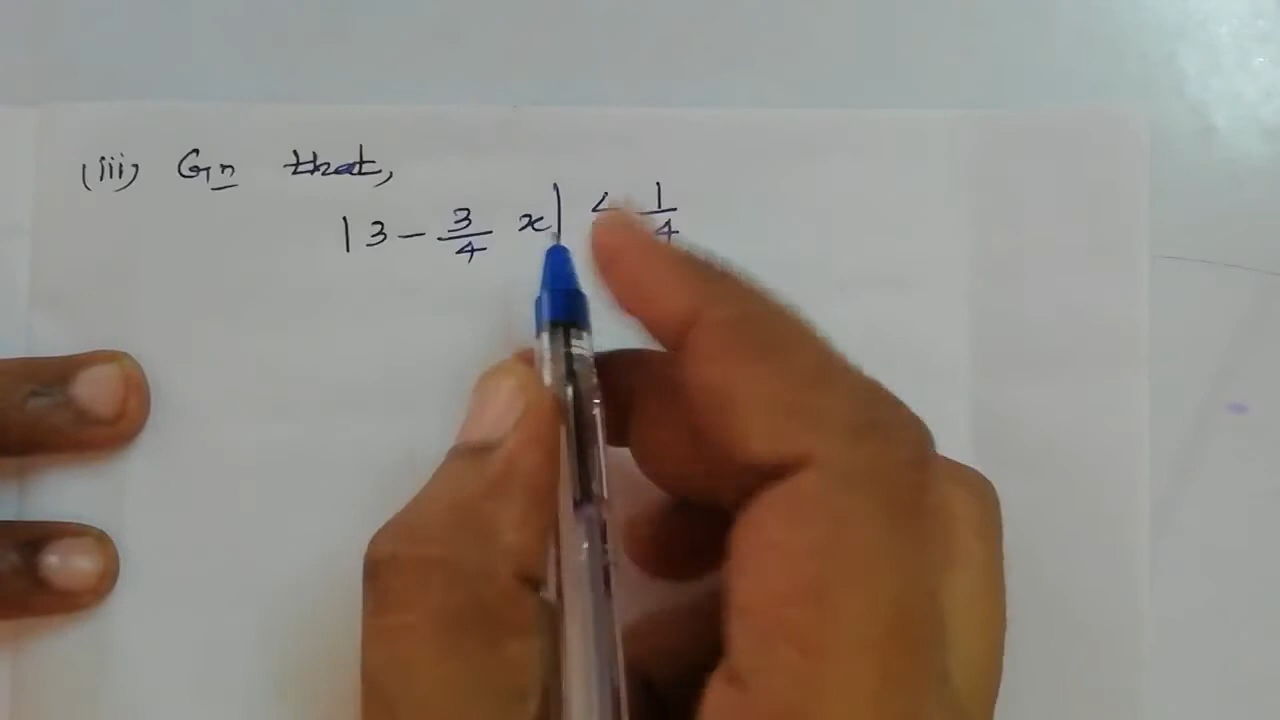 (iii) Gn that,
|3 - 3/4 x| ≤ 1/4